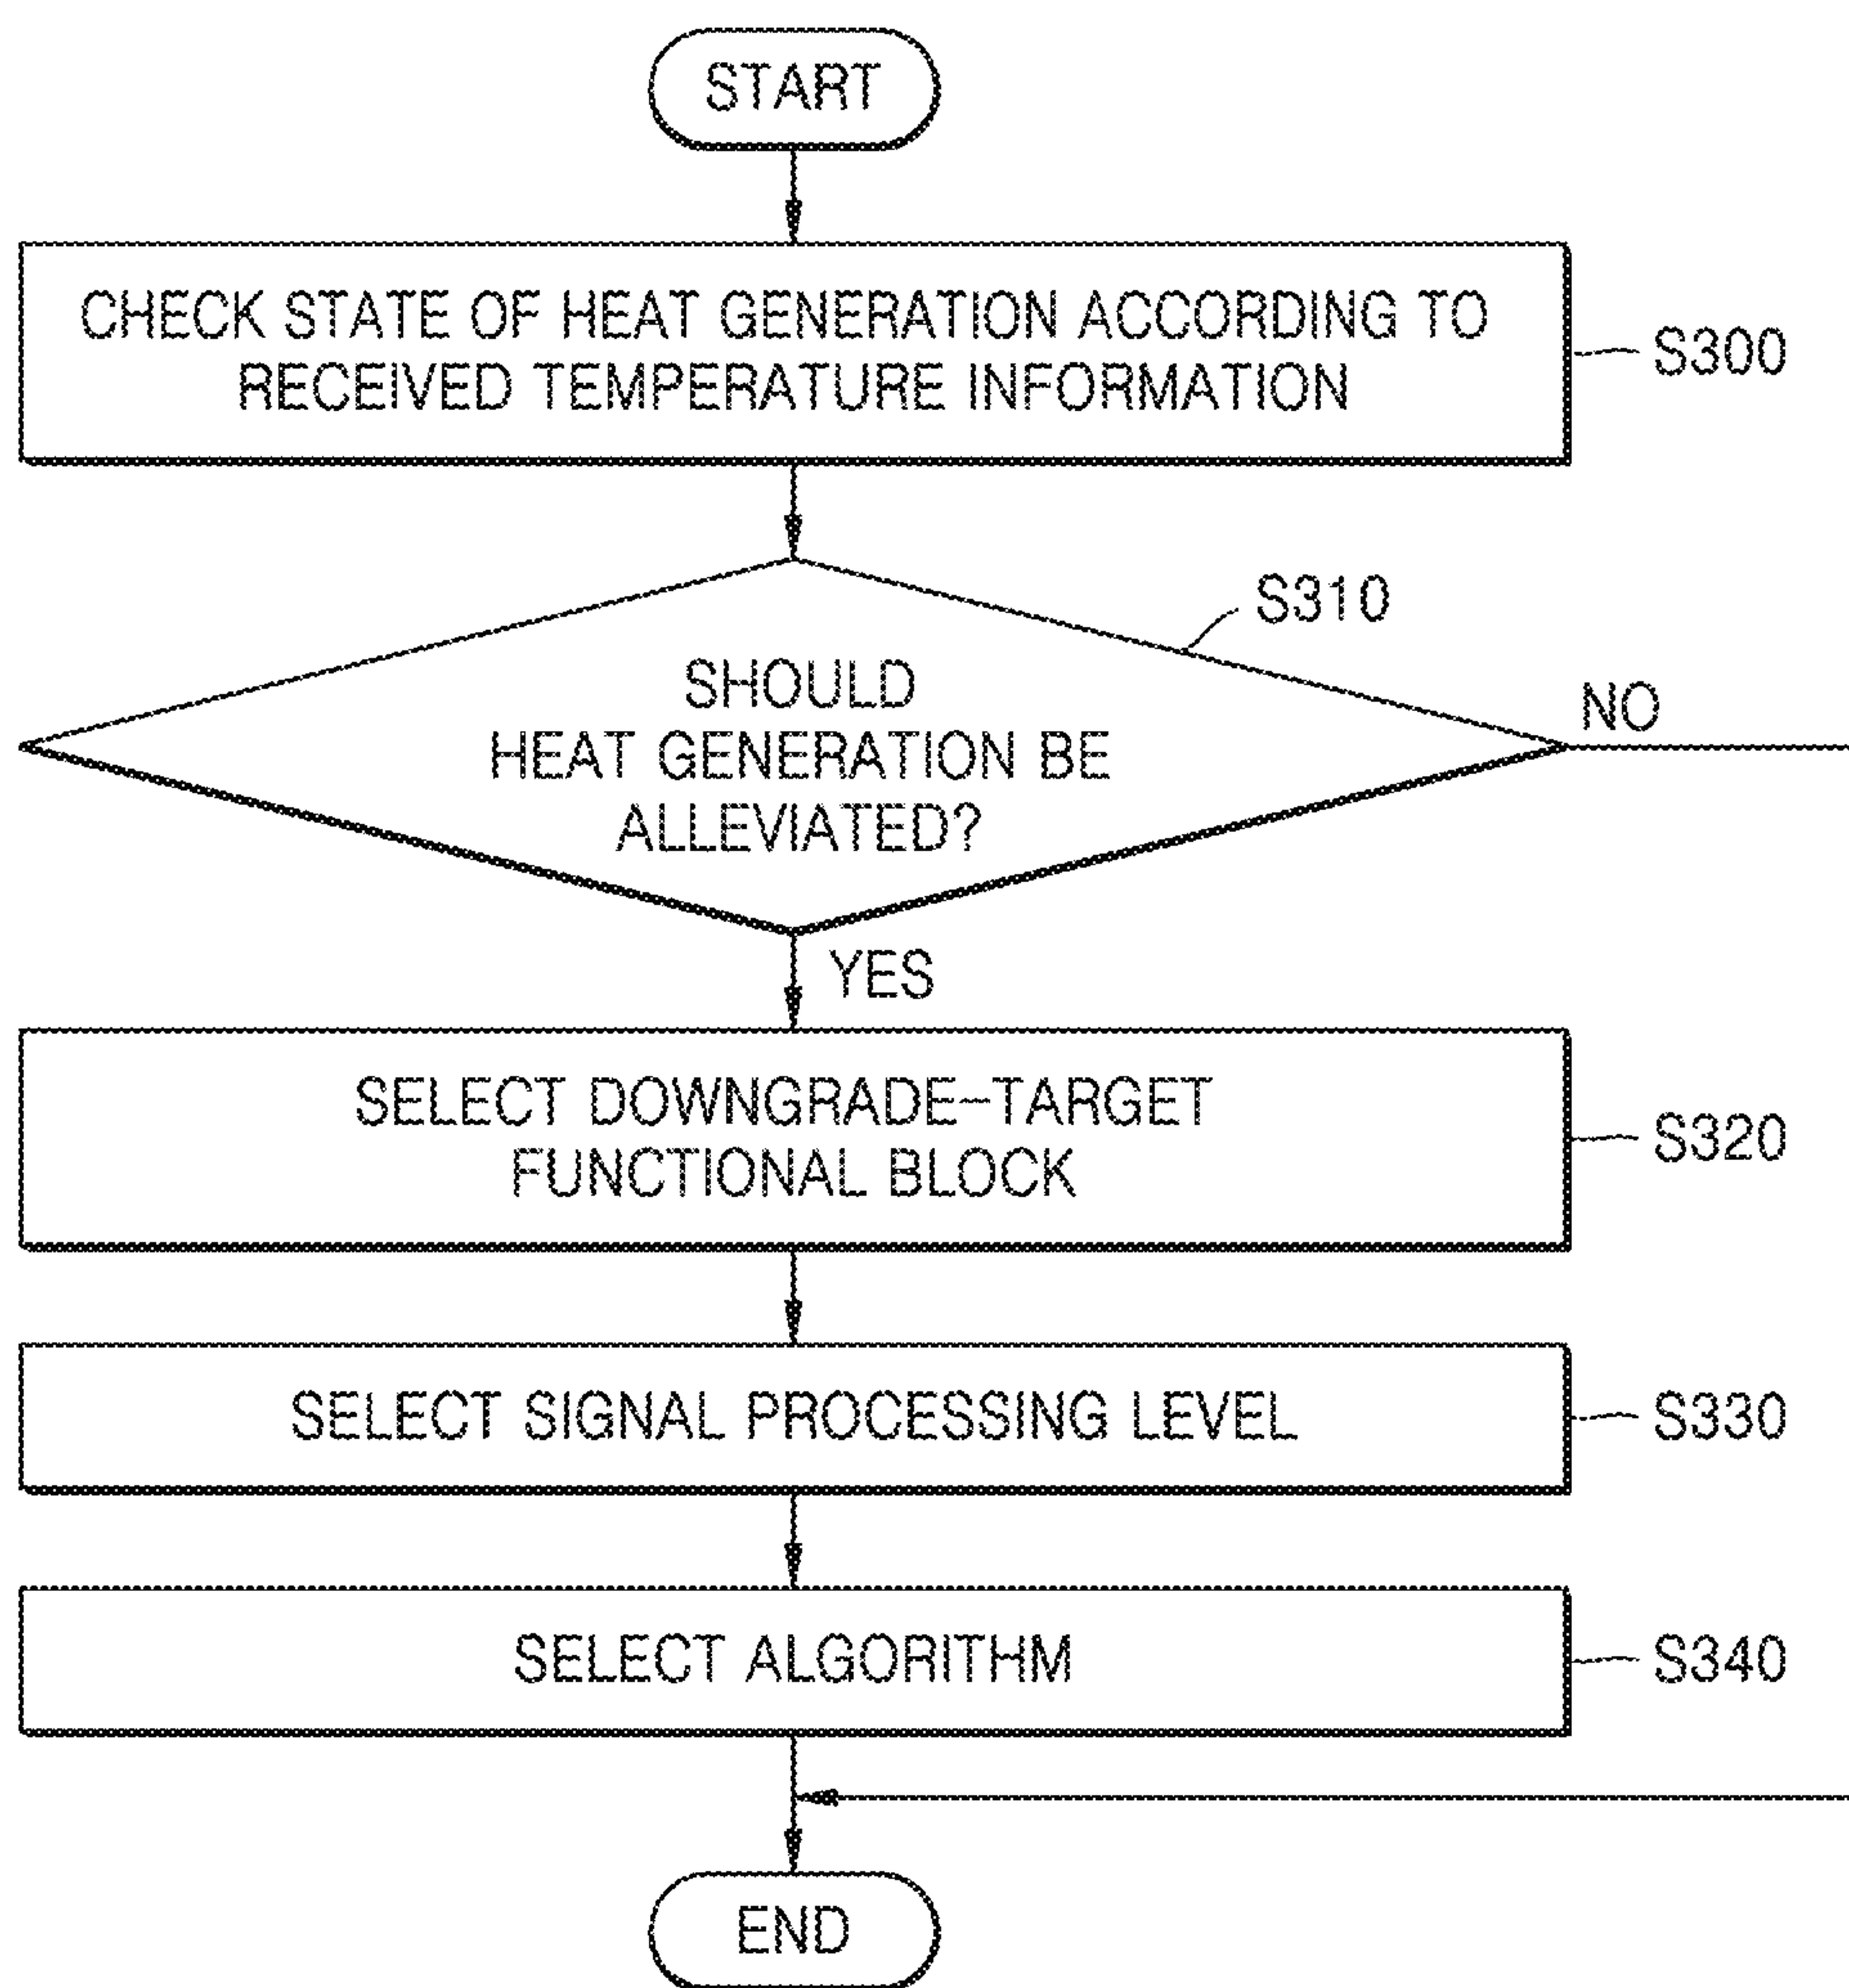 START
CHECK STATE OF HEAT GENERATION ACCORDING TO
RECEIVED TEMPERATURE INFORMATION
S300
S310
SHOULD
HEAT GENERATION BE
ALLEVIATED?
NO
YES
SELECT DOWNGRADE-TARGET
FUNCTIONAL BLOCK
S320
SELECT SIGNAL PROCESSING LEVEL
S330
SELECT ALGORITHM
S340
END